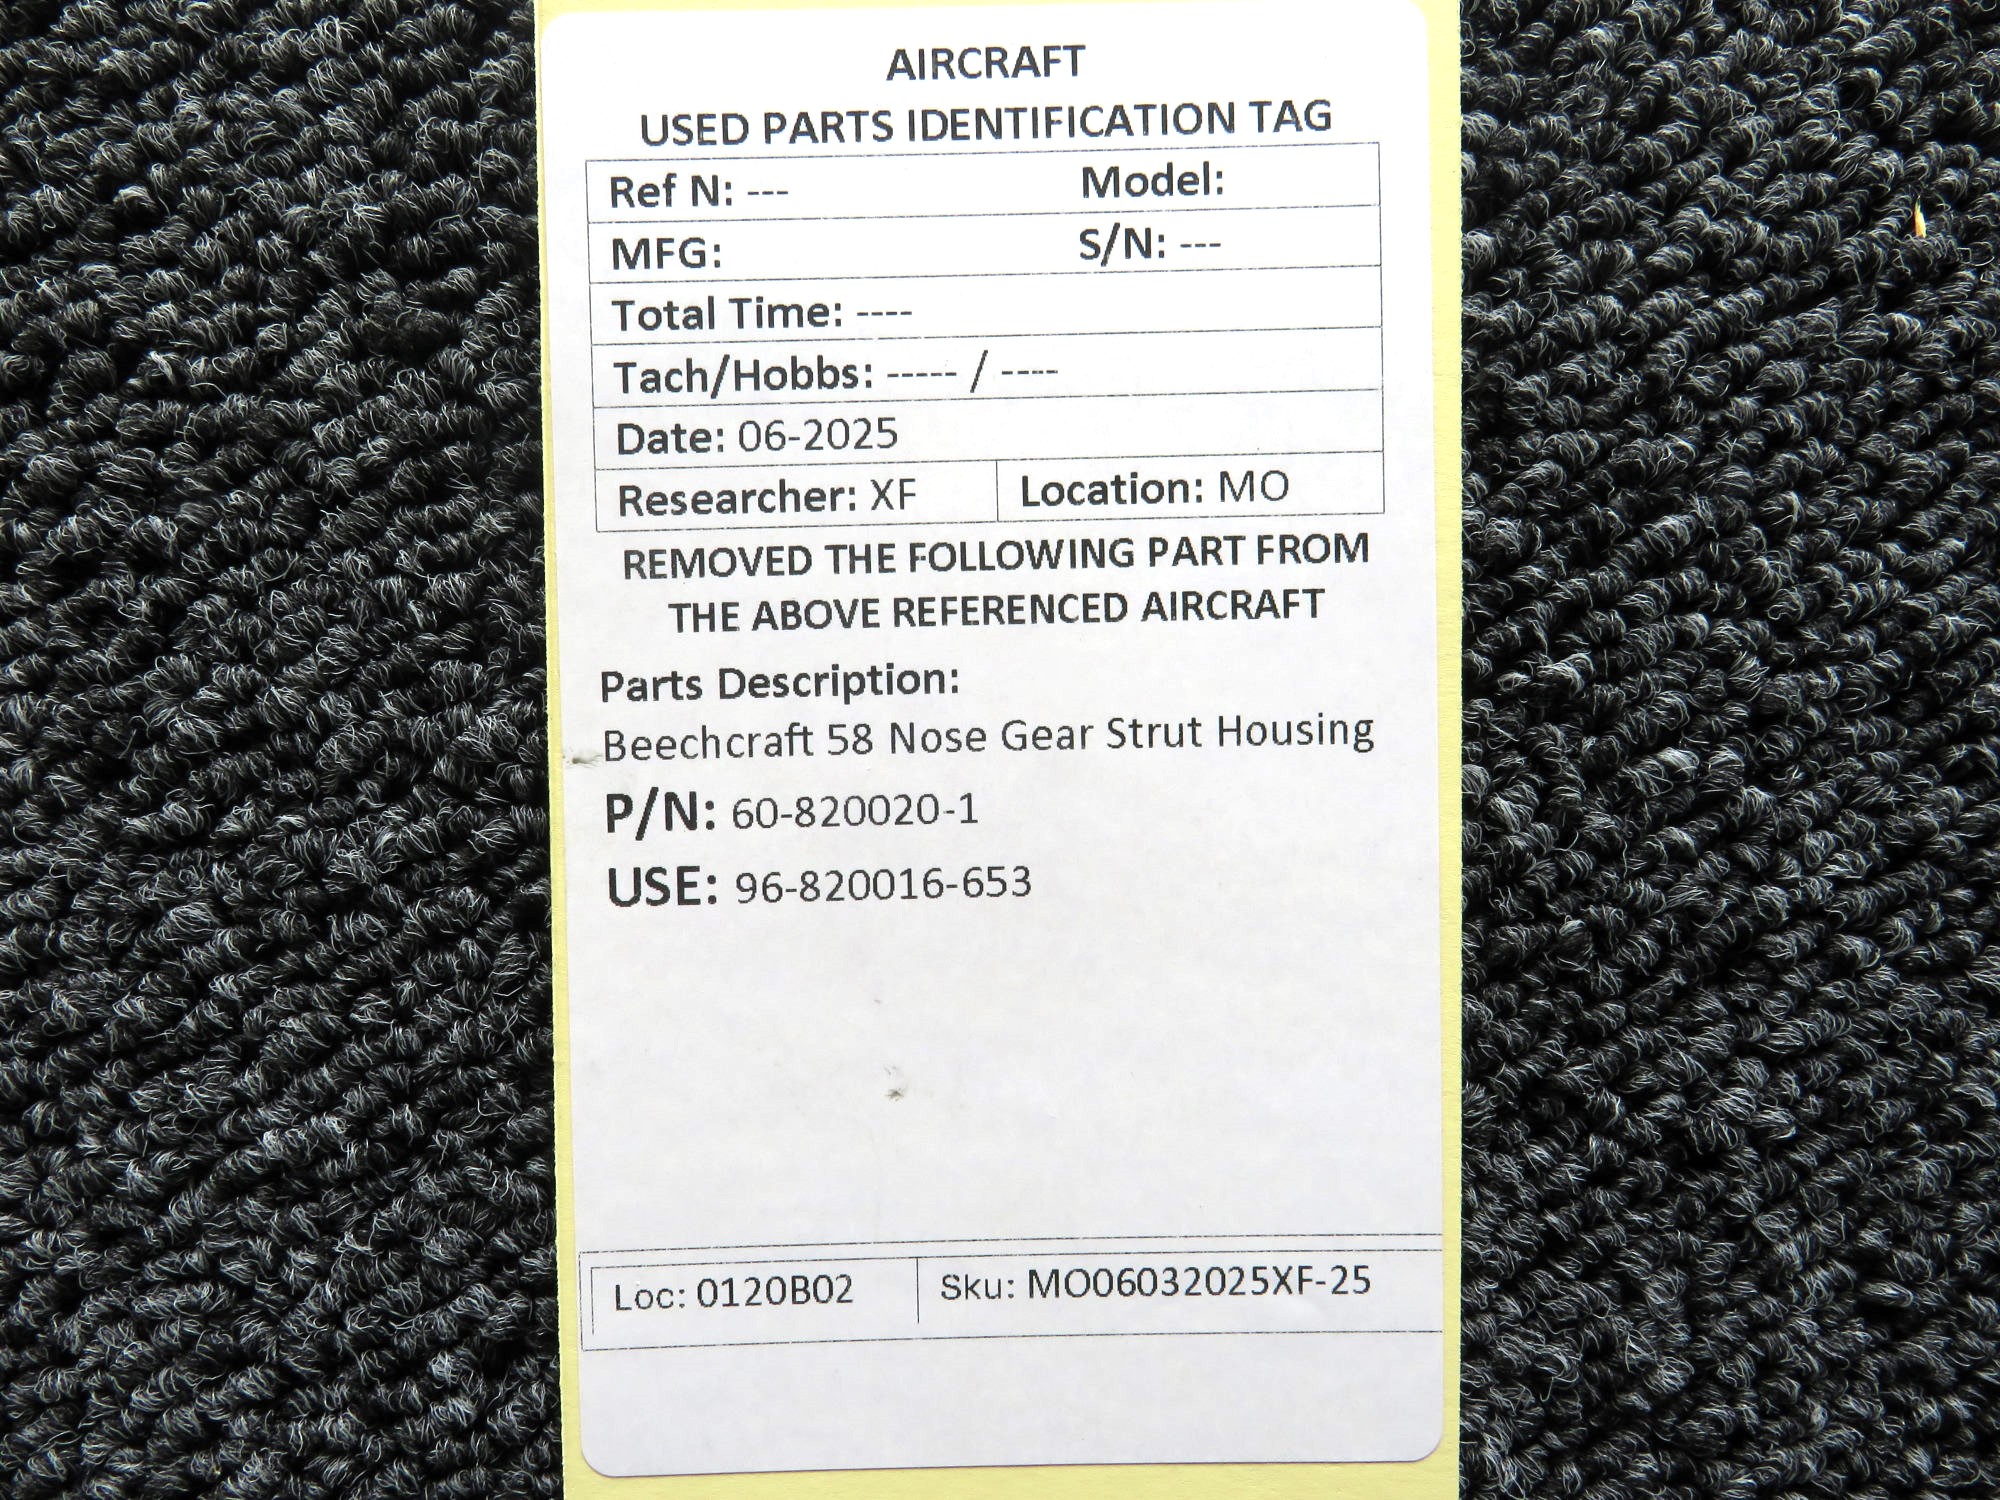 AIRCRAFT
USED PARTS IDENTIFICATION TAG
Ref N: --- Model:
MFG: S/N: ---
Total Time: ----
Tach/Hobbs: ----- / ----
Date: 06-2025
Researcher: XF Location: MO
REMOVED THE FOLLOWING PART FROM
THE ABOVE REFERENCED AIRCRAFT
Parts Description:
Beechcraft 58 Nose Gear Strut Housing
P/N: 60-820020-1
USE: 96-820016-653
Loc: 0120B02 Sku: MO06032025XF-25